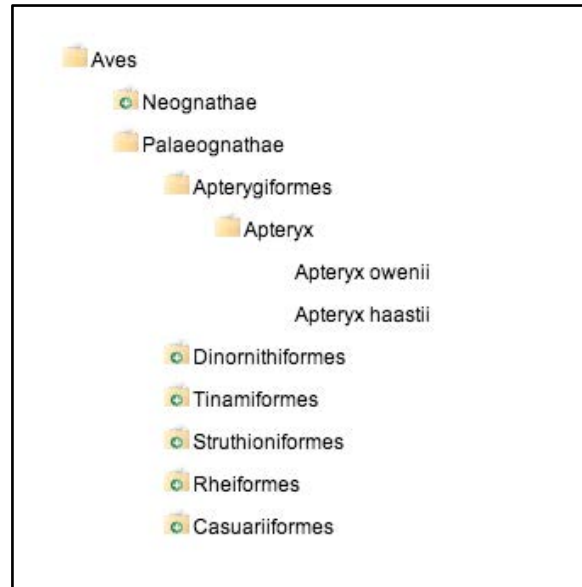 Aves
Neognathae
Palaeognathae
Apterygiformes
Apteryx
Apteryx owenii
Apteryx haastii
Dinornithiformes
Tinamiformes
Struthioniformes
Rheiformes
Casuariiformes